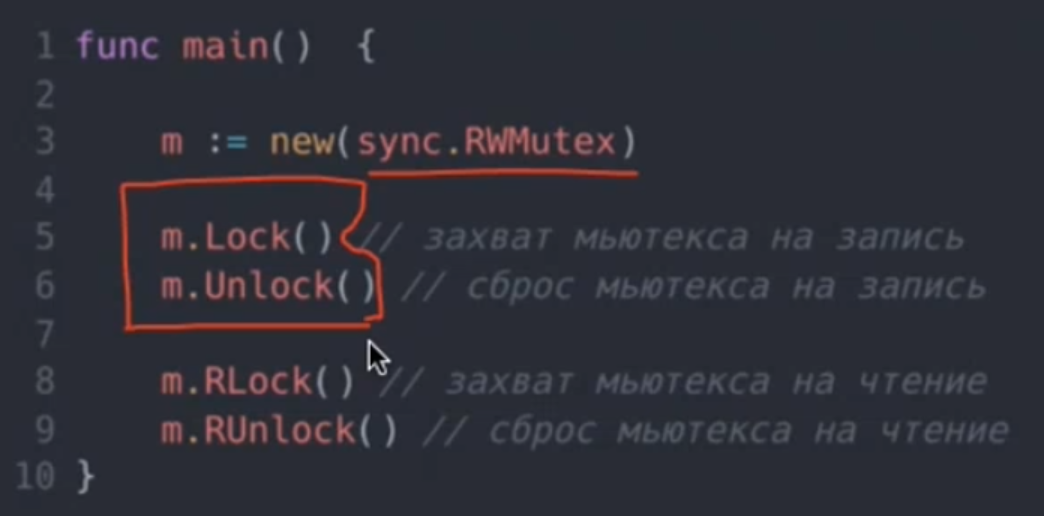 1 func main() {
2
3 m := new(sync.RWMutex)
4
5 m.Lock() // захват мьютекса на запись
6 m.Unlock() // сброс мьютекса на запись
7
8 m.RLock() // захват мьютекса на чтение
9 m.RUnlock() // сброс мьютекса на чтение
10 }